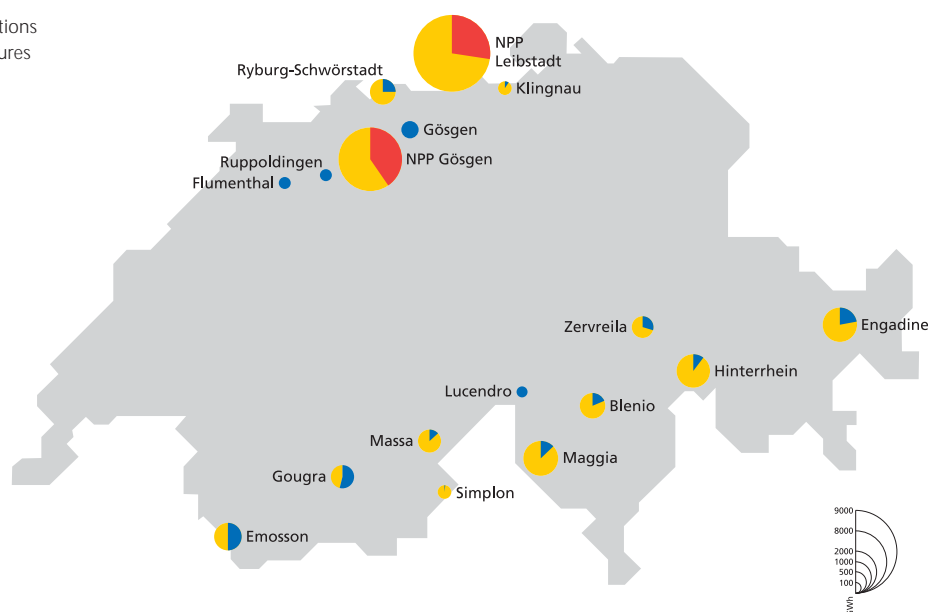 tions
ures
NPP
Leibstadt
Ryburg-Schwörstadt
Klingnau
Gösgen
Ruppoldingen
NPP Gösgen
Flumenthal
Zervreila
Engadine
Hinterrhein
Lucendro
Blenio
Massa
Maggia
Gougra
Simplon
Emosson
9000
8000
2000
1000
500
100